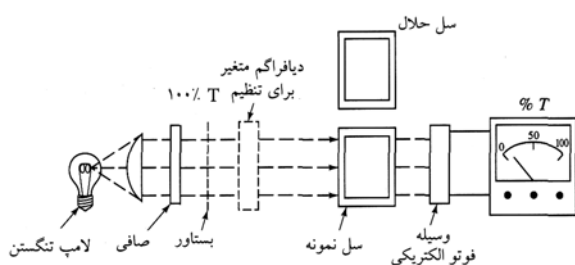 سل حلال
دیافراگم متغیر
برای تنظیم
۱۰۰٪ T
% T
0 50 100
لامپ تنگستن
صافی
بستاور
سل نمونه
وسیله
فوتو الکتریکی